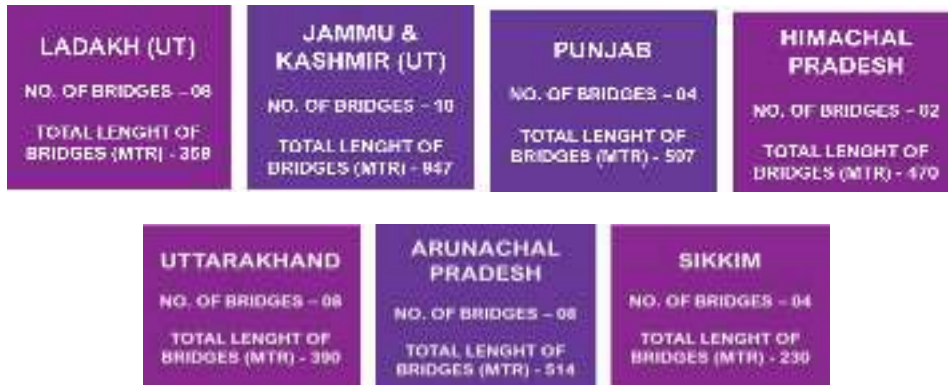 LADAKH (UT)
NO. OF BRIDGES – 08
TOTAL LENGHT OF
BRIDGES (MTR) -
JAMMU &
KASHMIR (UT)
NO. OF BRIDGES – 10
TOTAL LENGHT OF
BRIDGES (MTR) - 947
PUNJAB
NO. OF BRIDGES – 04
TOTAL LENGHT OF
BRIDGES (MTR) - 597
HIMACHAL
PRADESH
NO. OF BRIDGES – 02
TOTAL LENGHT OF
BRIDGES (MTR) - 470
UTTARAKHAND
NO. OF BRIDGES – 08
TOTAL LENGHT OF
BRIDGES (MTR) - 390
ARUNACHAL
PRADESH
NO. OF BRIDGES – 08
TOTAL LENGHT OF
BRIDGES (MTR) - 514
SIKKIM
NO. OF BRIDGES – 04
TOTAL LENGHT OF
BRIDGES (MTR) - 230